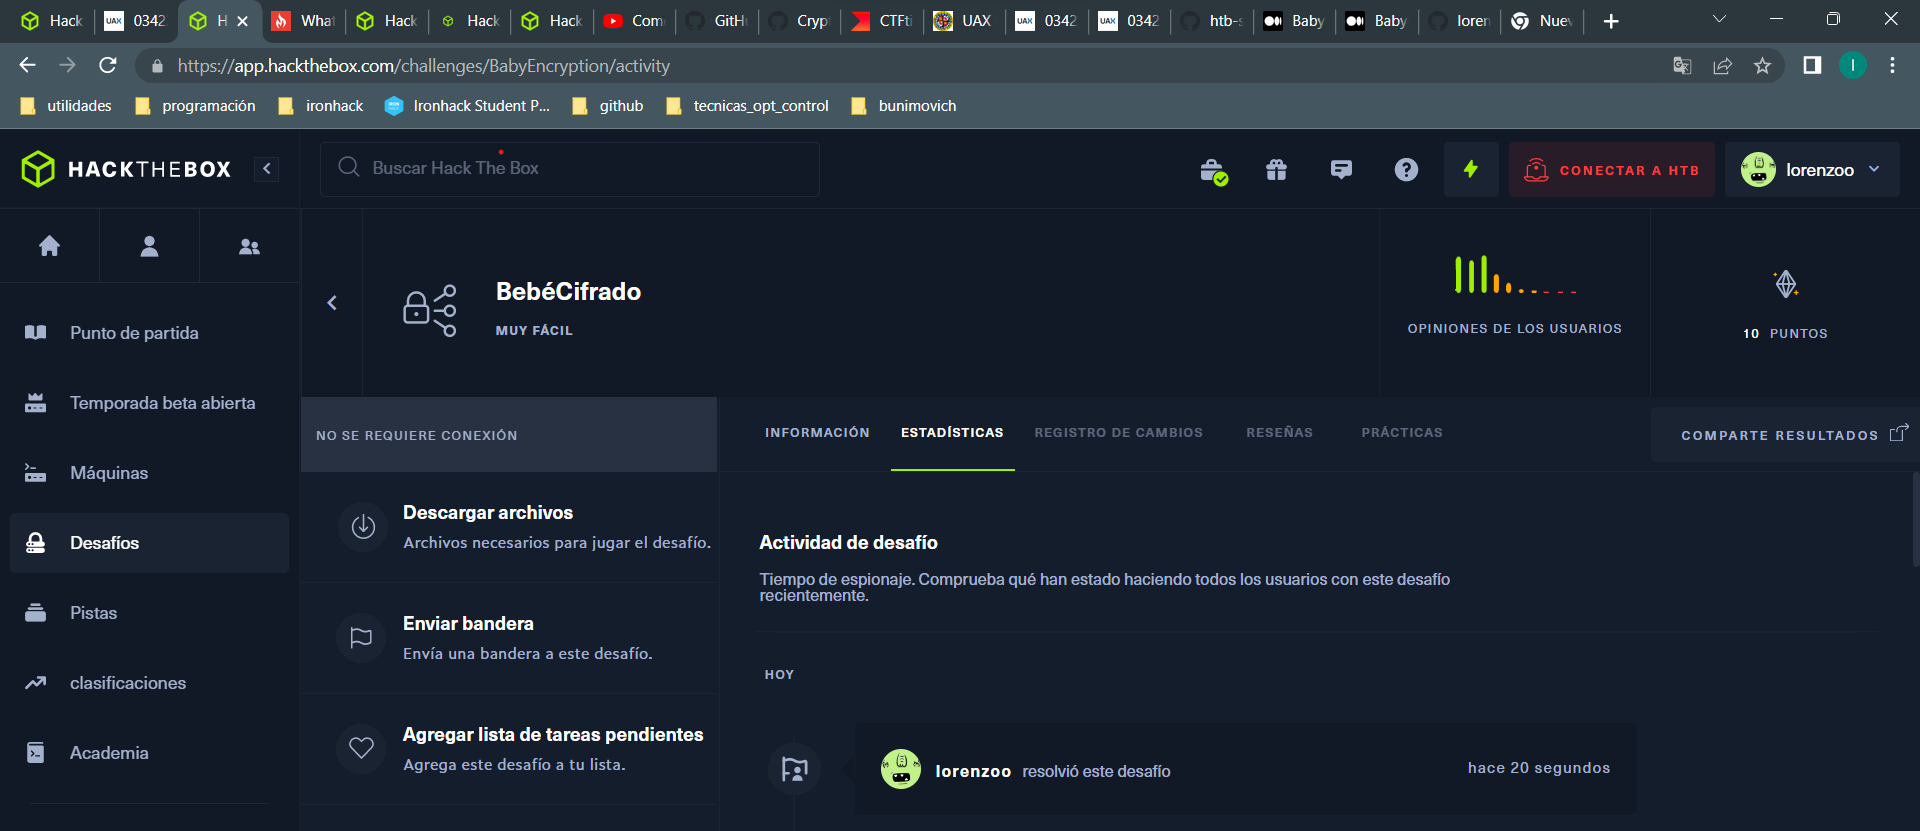 Hack
0342
H
What
Hack
Hack
Hack
Com
GitH
Cryp
CTFti
UAX
0342
0342
htb-s
Baby
Baby
loren
Nuev
https://app.hackthebox.com/challenges/BabyEncryption/activity
I
utilidades
programación
ironhack
Ironhack Student P...
github
tecnicas_opt_control
bunimovich
HACKTHEBOX
Buscar Hack The Box
CONECTAR A HTB
lorenzoo
Punto de partida
Temporada beta abierta
Máquinas
Desafíos
Pistas
clasificaciones
Academia
BebéCifrado
MUY FÁCIL
OPINIONES DE LOS USUARIOS
10 PUNTOS
NO SE REQUIERE CONEXIÓN
Descargar archivos
Archivos necesarios para jugar el desafío.
Enviar bandera
Envía una bandera a este desafío.
Agregar lista de tareas pendientes
Agrega este desafío a tu lista.
INFORMACIÓN
ESTADÍSTICAS
REGISTRO DE CAMBIOS
RESEÑAS
PRÁCTICAS
COMPARTE RESULTADOS
Actividad de desafío
Tiempo de espionaje. Comprueba qué han estado haciendo todos los usuarios con este desafío
recientemente.
HOY
lorenzoo resolvió este desafío
hace 20 segundos